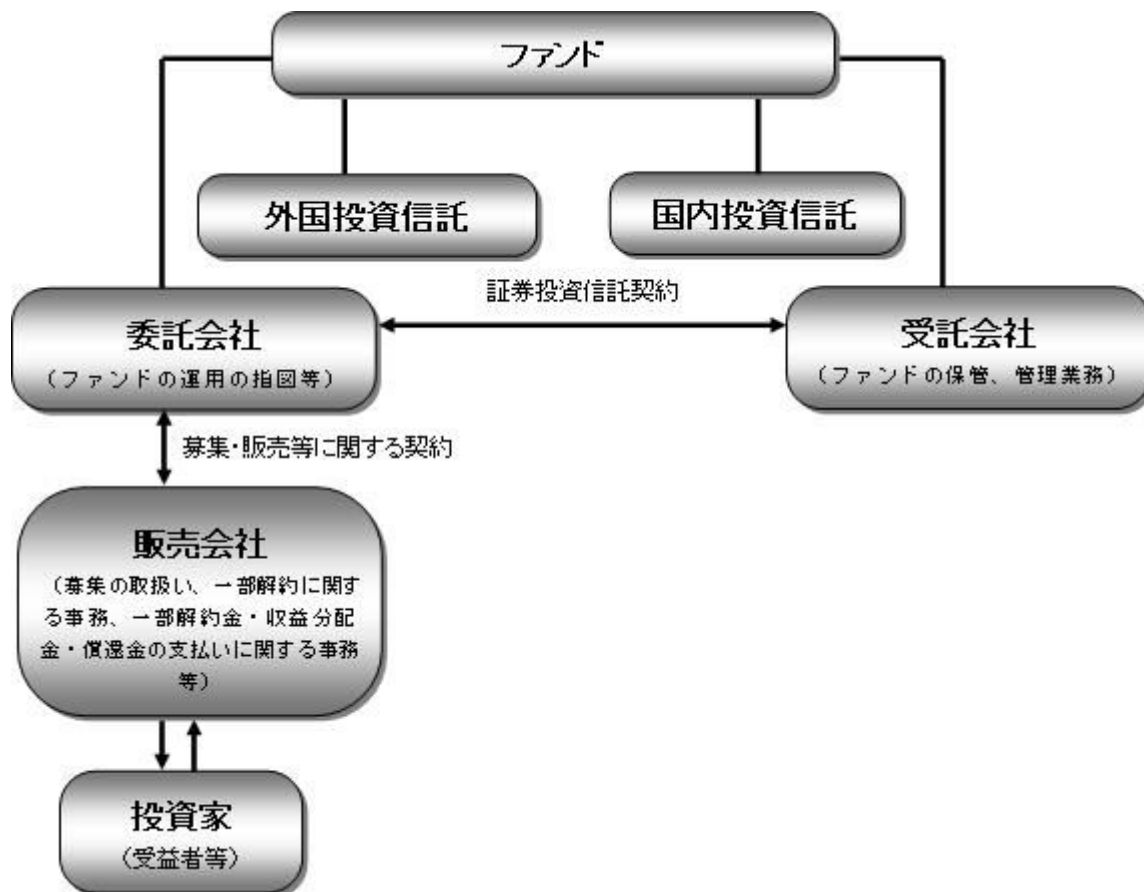 ファンド
外国投資信託
国内投資信託
証券投資信託契約
委託会社
（ファンドの運用の指図等）
受託会社
（ファンドの保管、管理業務）
募集・販売等に関する契約
販売会社
（募集の取扱い、一部解約に関す
る事務、一部解約金・収益分配
金・償還金の支払いに関する事務
等）
投資家
（受益者等）